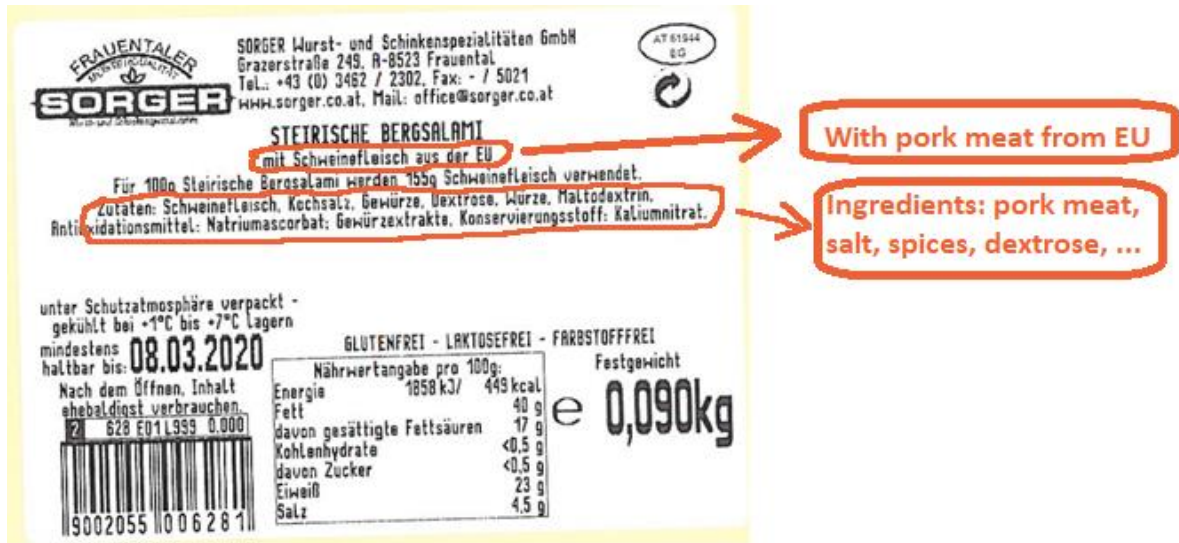 FRAUENTALER
MEISTERQUALITÄT
SORGER
Wurst- und Schinkenspezialitäten
SORGER Wurst- und Schinkenspezialitäten GmbH
Grazerstraße 249, A-8523 Frauental
Tel.: +43 (0) 3462 / 2302, Fax: - / 5021
www.sorger.co.at, Mail: office@sorger.co.at
AT 61944
EG
STEIRISCHE BERGSALAMI
mit Schweinefleisch aus der EU
Für 100g Steirische Bergsalami werden 155g Schweinefleisch verwendet.
Zutaten: Schweinefleisch, Kochsalz, Gewürze, Dextrose, Würze, Maltodextrin,
Antioxidationsmittel: Natriumascorbat; Gewürzextrakte, Konservierungsstoff: Kaliumnitrat.
With pork meat from EU
Ingredients: pork meat,
salt, spices, dextrose, ...
unter Schutzatmosphäre verpackt -
gekühlt bei +1°C bis +7°C lagern
mindestens
haltbar bis: 08.03.2020
Nach dem Öffnen, Inhalt
ehebaldigst verbrauchen.
2 628 E01L999 0.000
9002055 006281
GLUTENFREI - LAKTOSEFREI - FARBSTOFFFREI
Nährwertangabe pro 100g:
Energie 1858 kJ/ 449 kcal
Fett 40 g
davon gesättigte Fettsäuren 17 g
Kohlenhydrate <0,5 g
davon Zucker <0,5 g
Eiweiß 23 g
Salz 4,5 g
Festgewicht
e 0,090kg